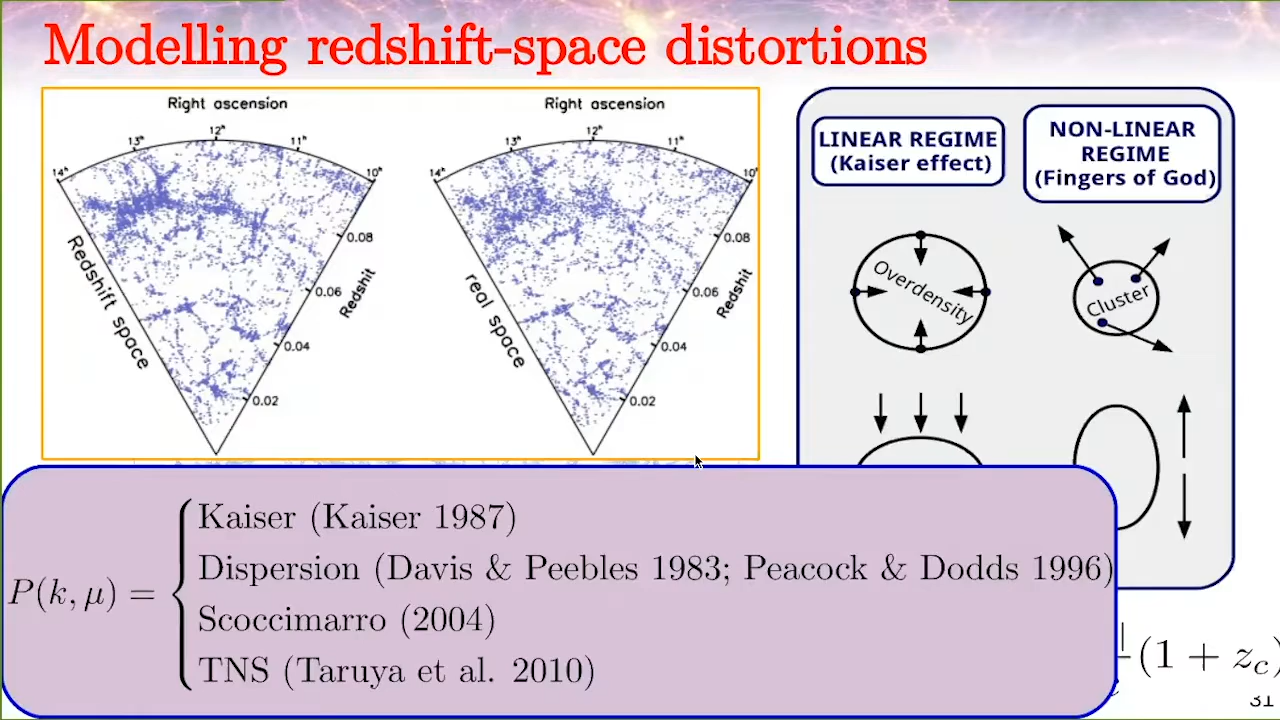 Modelling redshift-space distortions
Right ascension
14ʰ 13ʰ 12ʰ 11ʰ 10ʰ
0.08
0.06
0.04
0.02
Redshift
Redshift space
Right ascension
14ʰ 13ʰ 12ʰ 11ʰ 10ʰ
0.08
0.06
0.04
0.02
Redshit
real space
LINEAR REGIME
(Kaiser effect)
NON-LINEAR
REGIME
(Fingers of God)
Overdensity
Cluster
P(k, μ) =
Kaiser (Kaiser 1987)
Dispersion (Davis & Peebles 1983; Peacock & Dodds 1996)
Scoccimarro (2004)
TNS (Taruya et al. 2010)
(1 + z_c)
31